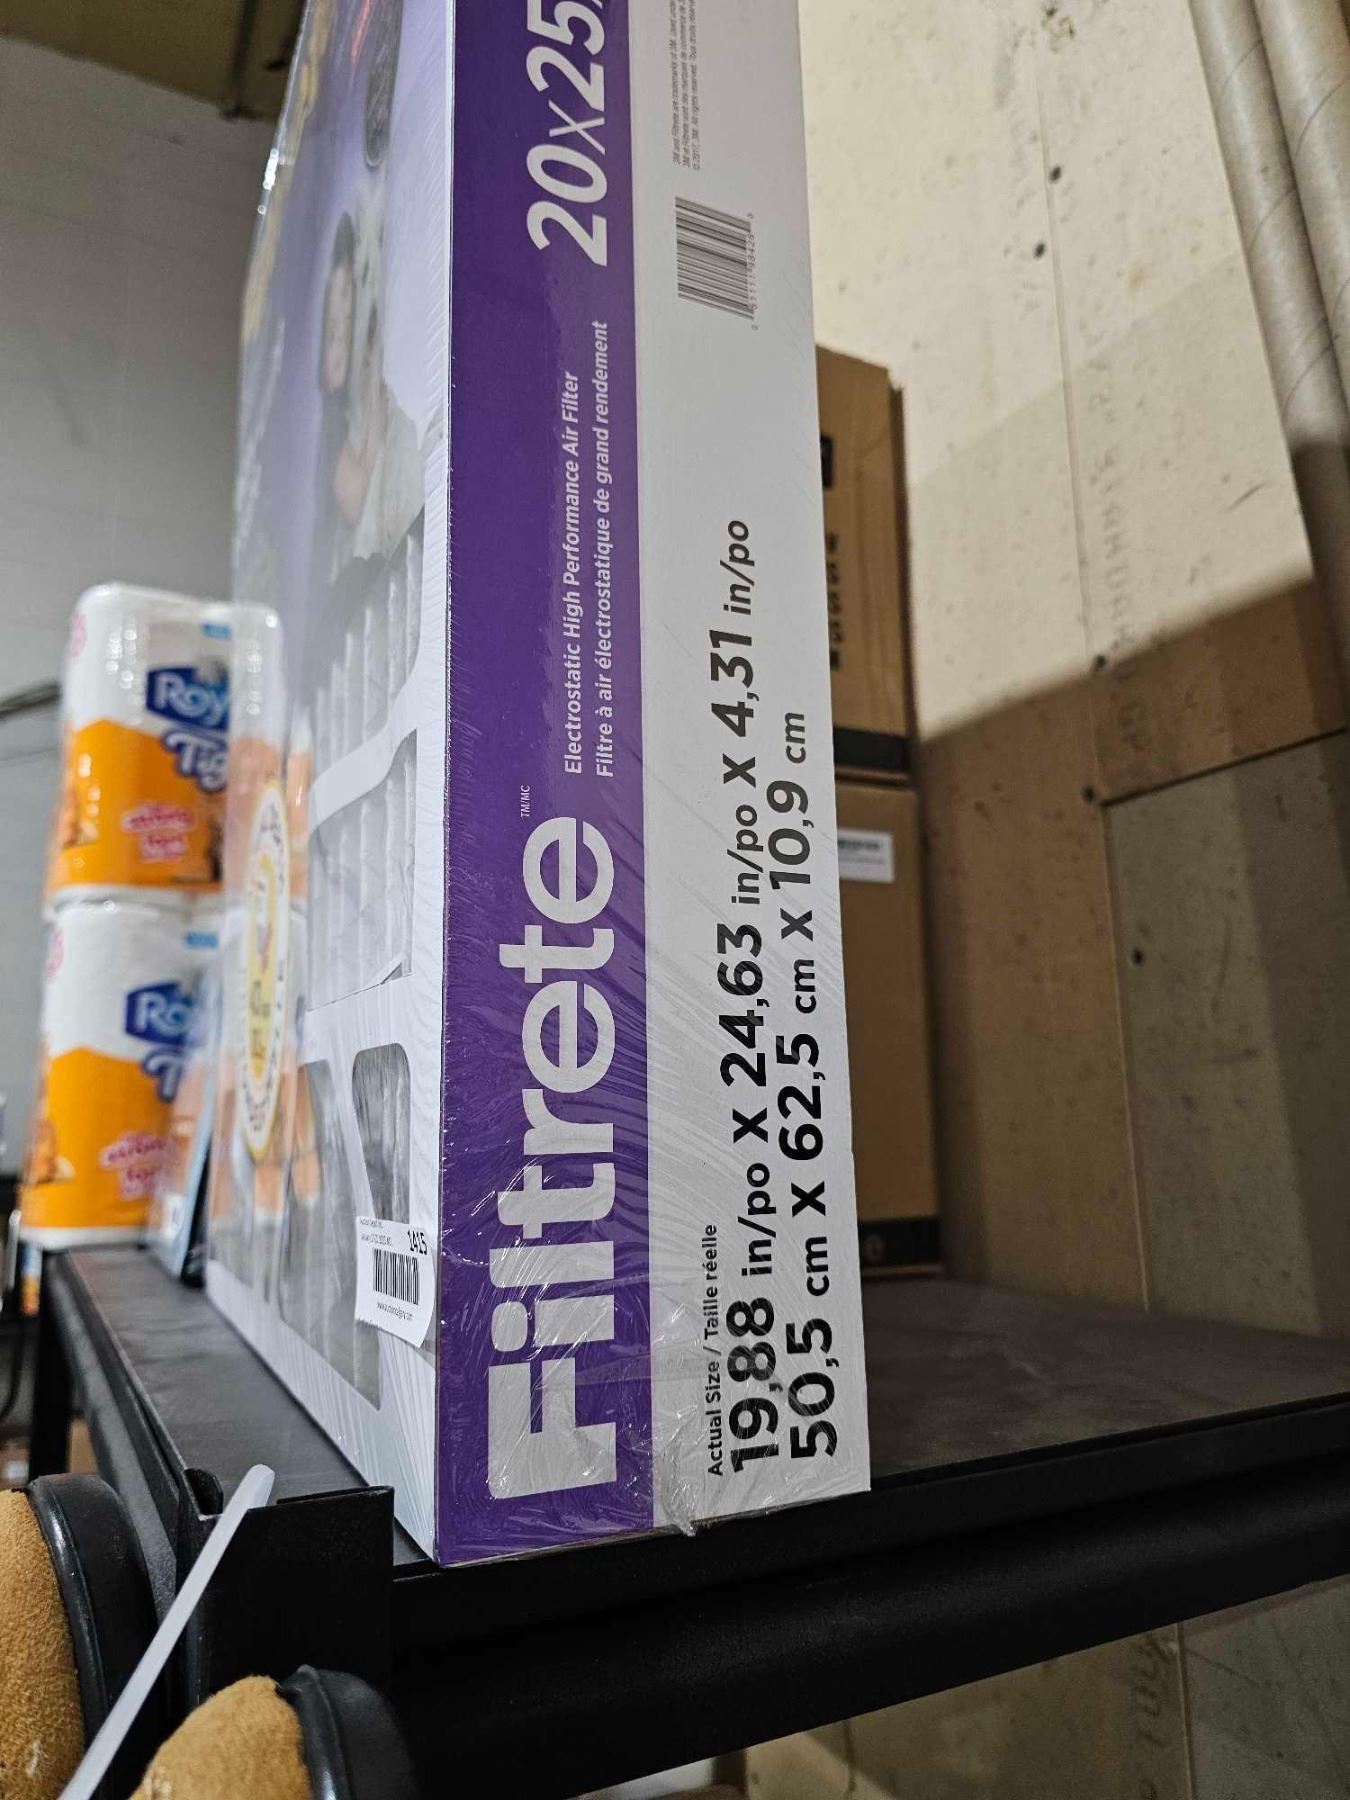 Filtrete TM/MC
Electrostatic High Performance Air Filter
Filtre à air électrostatique de grand rendement
20x25
Actual Size / Taille réelle
19,88 in/po x 24,63 in/po x 4,31 in/po
50,5 cm x 62,5 cm x 10,9 cm
1415
Roy
Tig
Ro